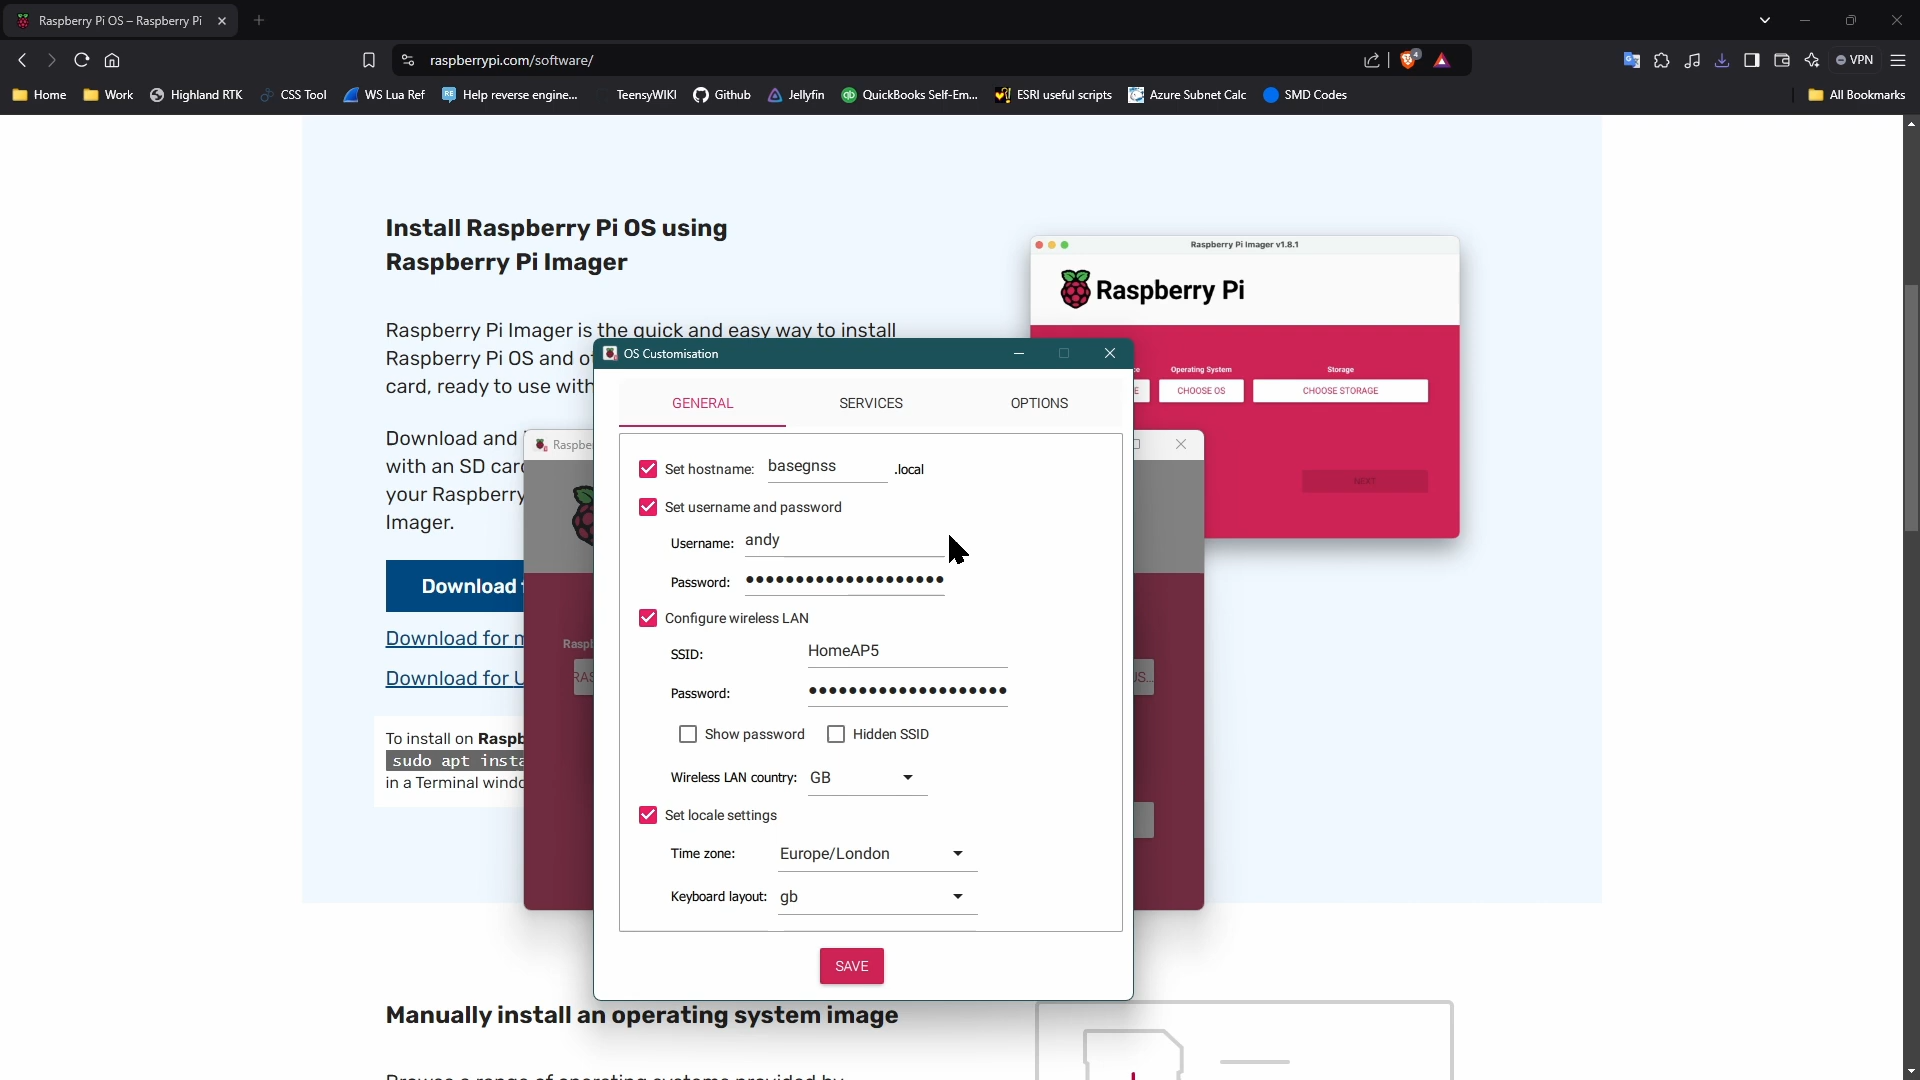 Raspberry Pi OS – Raspberry Pi
raspberrypi.com/software/
4
VPN
Home
Work
Highland RTK
CSS Tool
WS Lua Ref
Help reverse engine...
TeensyWIKI
Github
Jellyfin
QuickBooks Self-Em...
ESRI useful scripts
Azure Subnet Calc
SMD Codes
All Bookmarks
Install Raspberry Pi OS using
Raspberry Pi Imager
Raspberry Pi Imager is the quick and easy way to install
Raspberry Pi OS and
card, ready to use with
Download and
with an SD card
your Raspberry
Imager.
Download
Download for
Download for
To install on
sudo apt
in a Terminal
Raspberry Pi Imager v1.8.1
Raspberry Pi
Operating System
Storage
CHOOSE OS
CHOOSE STORAGE
NEXT
OS Customisation
GENERAL
SERVICES
OPTIONS
Set hostname: basegnss .local
Set username and password
Username: andy
Password: ••••••••••••••••••••
Configure wireless LAN
SSID: HomeAP5
Password: ••••••••••••••••••••
Show password
Hidden SSID
Wireless LAN country: GB
Set locale settings
Time zone: Europe/London
Keyboard layout: gb
SAVE
Manually install an operating system image